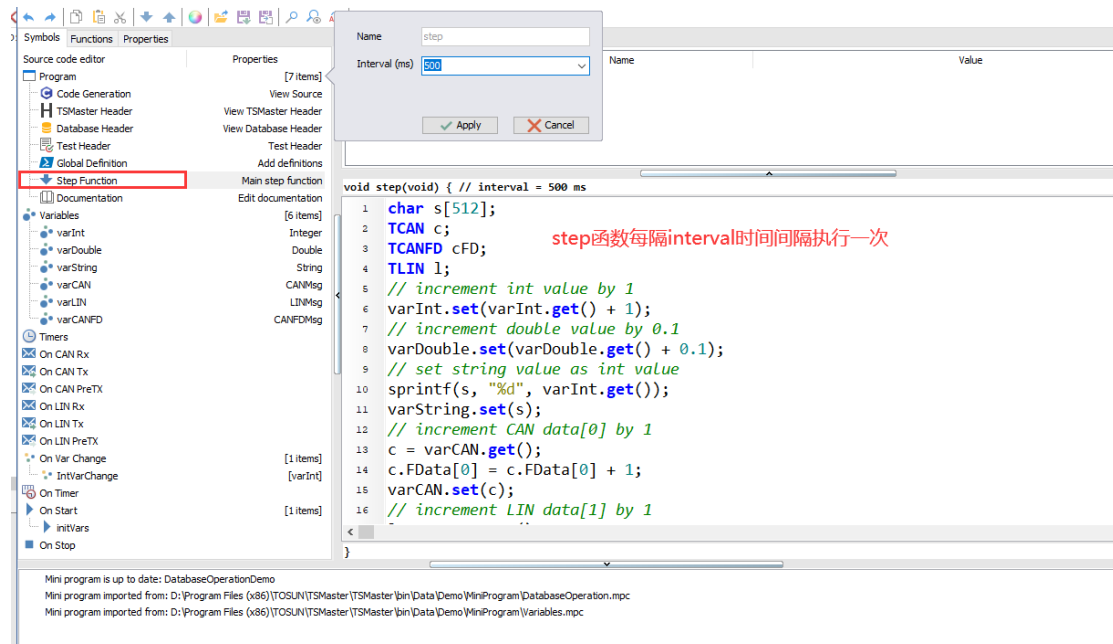 Symbols Functions Properties
Source code editor Properties
Program [7 items]
Code Generation View Source
TSMaster Header View TSMaster Header
Database Header View Database Header
Test Header Test Header
Global Definition Add definitions
Step Function Main step function
Documentation Edit documentation
Variables [6 items]
varInt Integer
varDouble Double
varString String
varCAN CANMsg
varLIN LINMsg
varCANFD CANFDMsg
Timers
On CAN Rx
On CAN Tx
On CAN PreTX
On LIN Rx
On LIN Tx
On LIN PreTX
On Var Change [1 items]
IntVarChange [varInt]
On Timer
On Start [1 items]
initVars
On Stop
Name step
Interval (ms) 500
Apply Cancel
Name Value
void step(void) { // interval = 500 ms
1 char s[512];
2 TCAN c;
3 TCANFD cFD;
4 TLIN l;
step函数每隔interval时间间隔执行一次
5 // increment int value by 1
6 varInt.set(varInt.get() + 1);
7 // increment double value by 0.1
8 varDouble.set(varDouble.get() + 0.1);
9 // set string value as int value
10 sprintf(s, "%d", varInt.get());
11 varString.set(s);
12 // increment CAN data[0] by 1
13 c = varCAN.get();
14 c.FData[0] = c.FData[0] + 1;
15 varCAN.set(c);
16 // increment LIN data[1] by 1
}
Mini program is up to date: DatabaseOperationDemo
Mini program imported from: D:\Program Files (x86)\TOSUN\TSMaster\TSMaster\bin\Data\Demo\MiniProgram\DatabaseOperation.mpc
Mini program imported from: D:\Program Files (x86)\TOSUN\TSMaster\TSMaster\bin\Data\Demo\MiniProgram\Variables.mpc